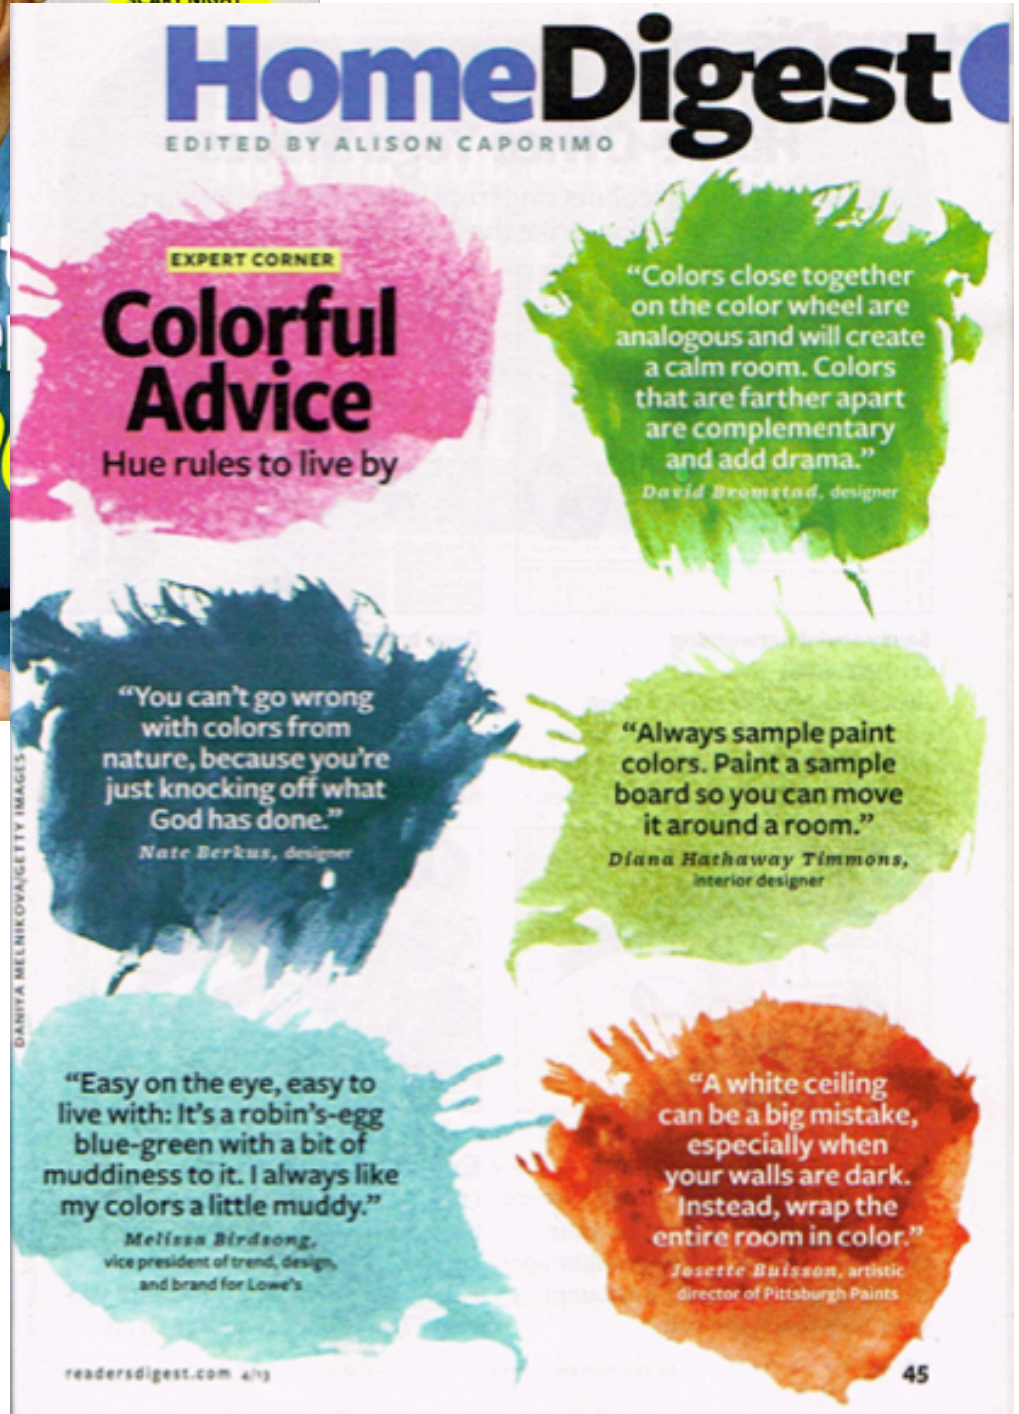 SCARY NIGHT
HomeDigest
EDITED BY ALISON CAPORIMO
EXPERT CORNER
Colorful
Advice
Hue rules to live by
“Colors close together
on the color wheel are
analogous and will create
a calm room. Colors
that are farther apart
are complementary
and add drama.”
David Bromstad, designer
“You can’t go wrong
with colors from
nature, because you’re
just knocking off what
God has done.”
Nate Berkus, designer
“Always sample paint
colors. Paint a sample
board so you can move
it around a room.”
Diana Hathaway Timmons,
interior designer
“Easy on the eye, easy to
live with: It’s a robin’s-egg
blue-green with a bit of
muddiness to it. I always like
my colors a little muddy.”
Melissa Birdsong,
vice president of trend, design,
and brand for Lowe’s
“A white ceiling
can be a big mistake,
especially when
your walls are dark.
Instead, wrap the
entire room in color.”
Josette Buisson, artistic
director of Pittsburgh Paints
DANIYA MELNIKOVA/GETTY IMAGES
readersdigest.com 4/13
45